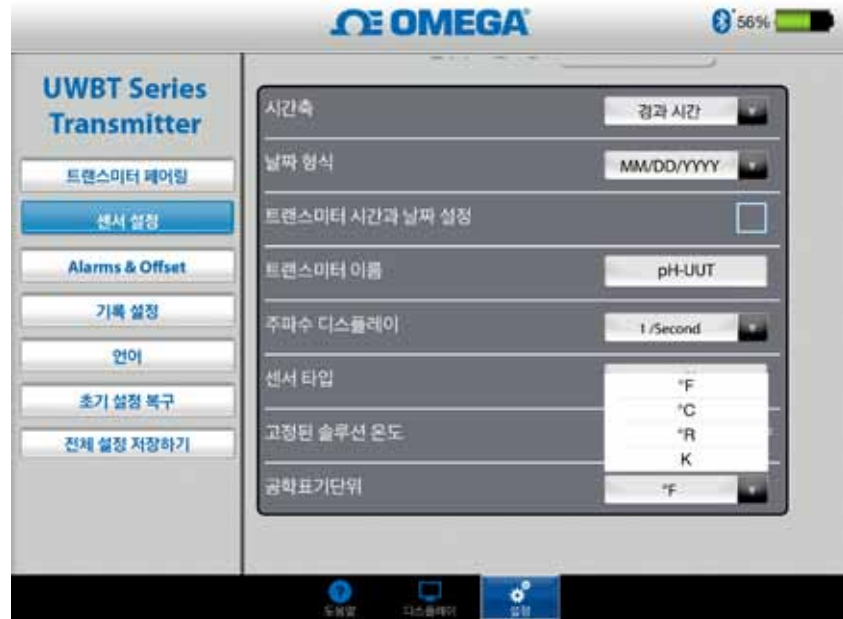 OMEGA
56%
UWBT Series
Transmitter
트랜스미터 페어링
센서 설정
Alarms & Offset
기록 설정
언어
초기 설정 복구
전체 설정 저장하기
시간축
경과 시간
날짜 형식
MM/DD/YYYY
트랜스미터 시간과 날짜 설정
트랜스미터 이름
pH-UUT
주파수 디스플레이
1 /Second
센서 타입
°F
°C
°R
K
고정된 솔루션 온도
공학표기단위
°F
도움말
디스플레이
설정